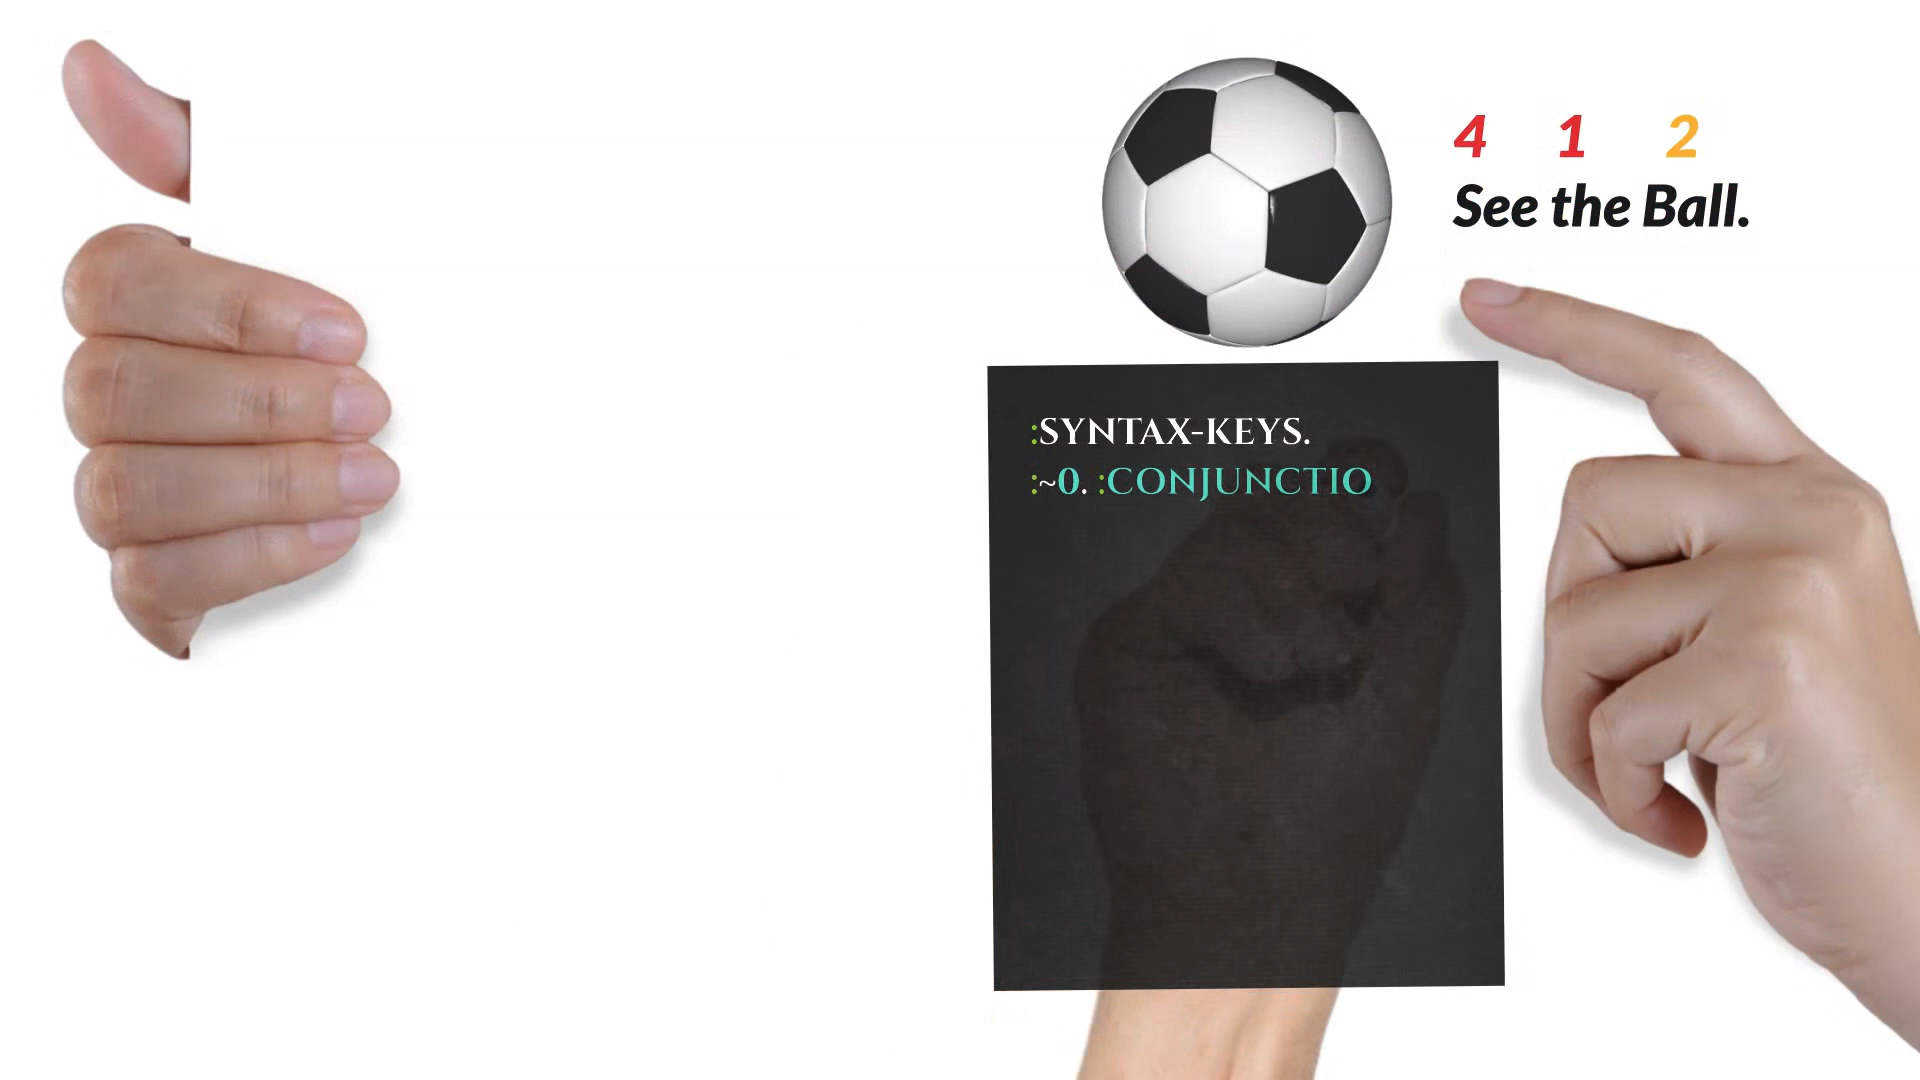 4 1 2
See the Ball.
:SYNTAX-KEYS.
:~0. :CONJUNCTIO